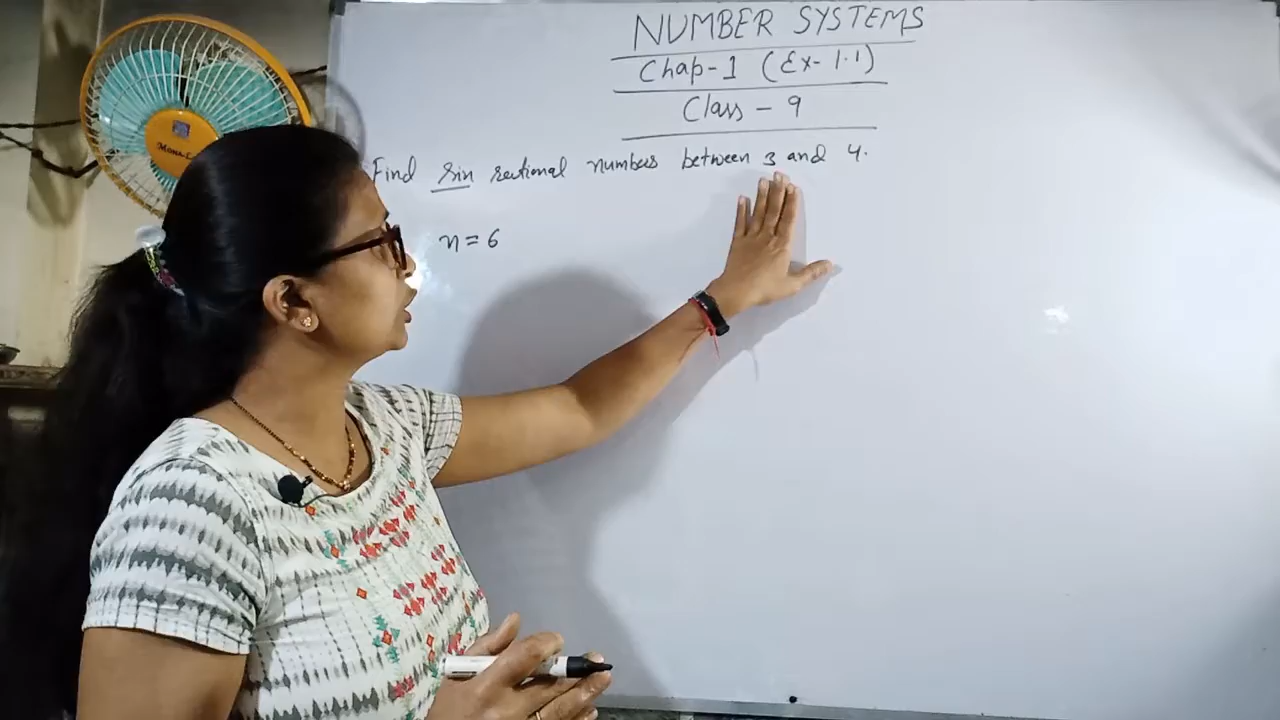 NUMBER SYSTEMS
Chap-1 (Ex-1.1)
Class - 9
Find six rational numbers between 3 and 4.
n = 6